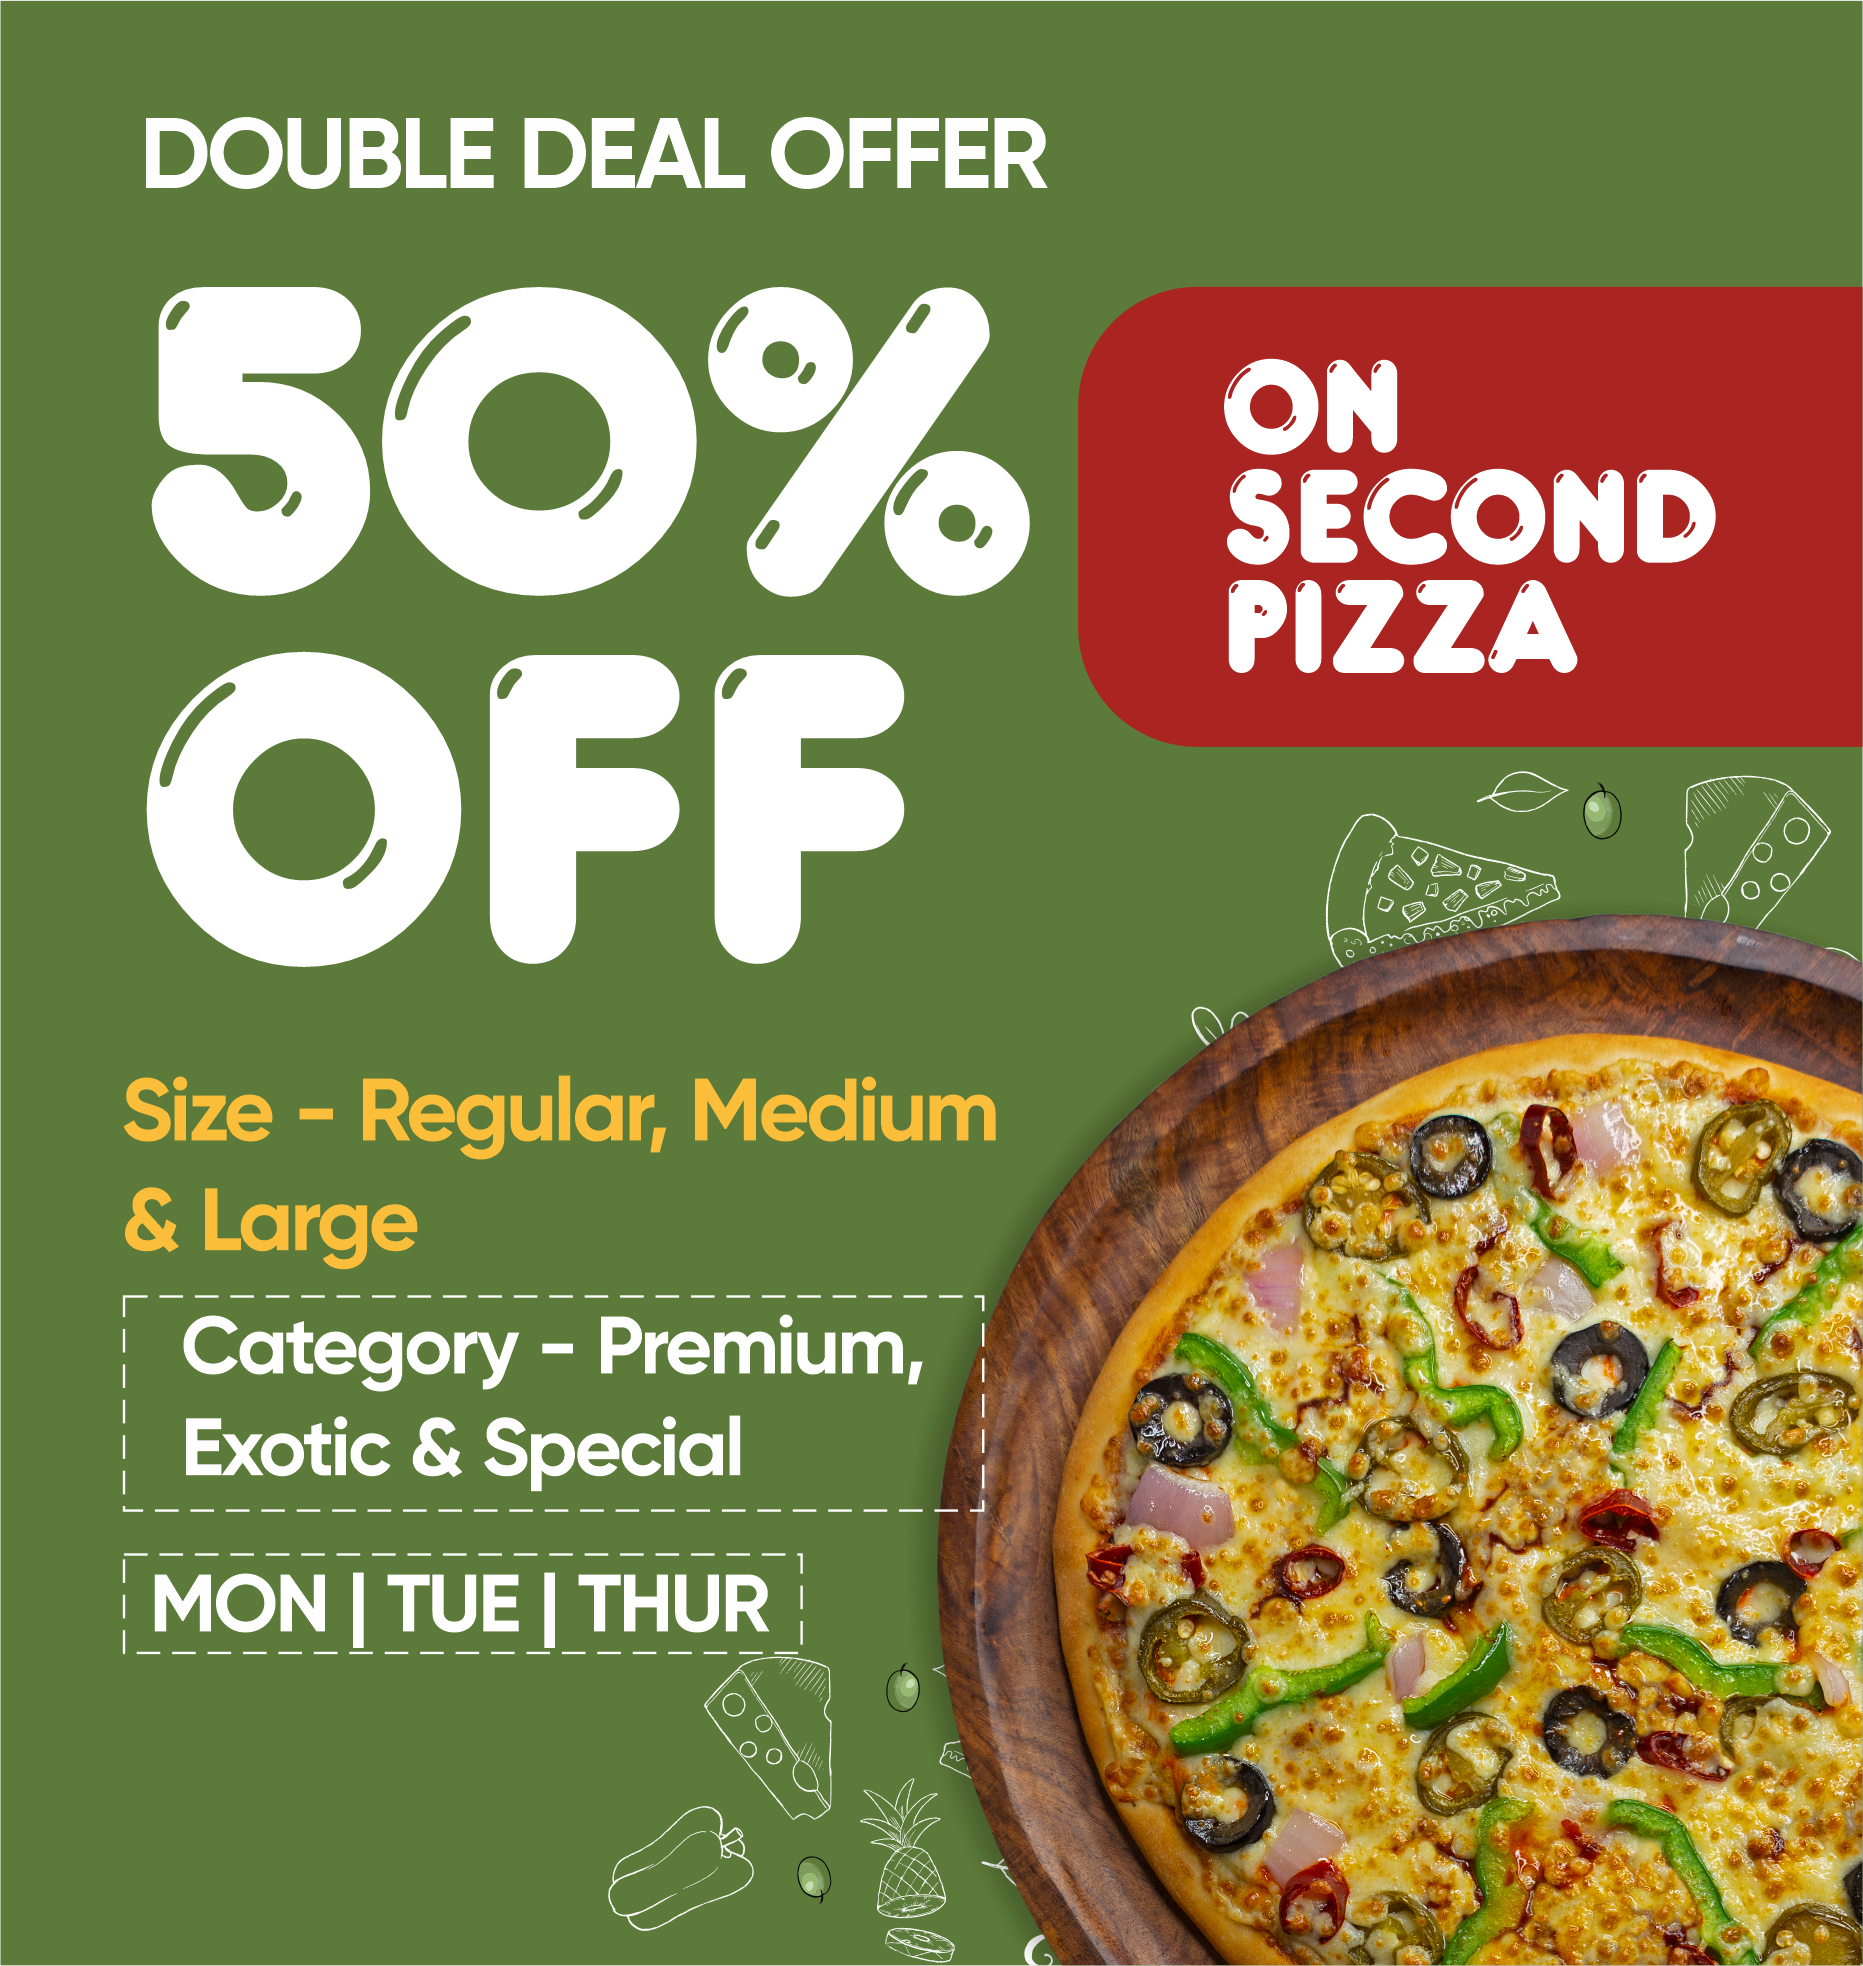 DOUBLE DEAL OFFER
50%
OFF
ON
SECOND
PIZZA
Size - Regular, Medium
& Large
Category - Premium,
Exotic & Special
MON | TUE | THUR